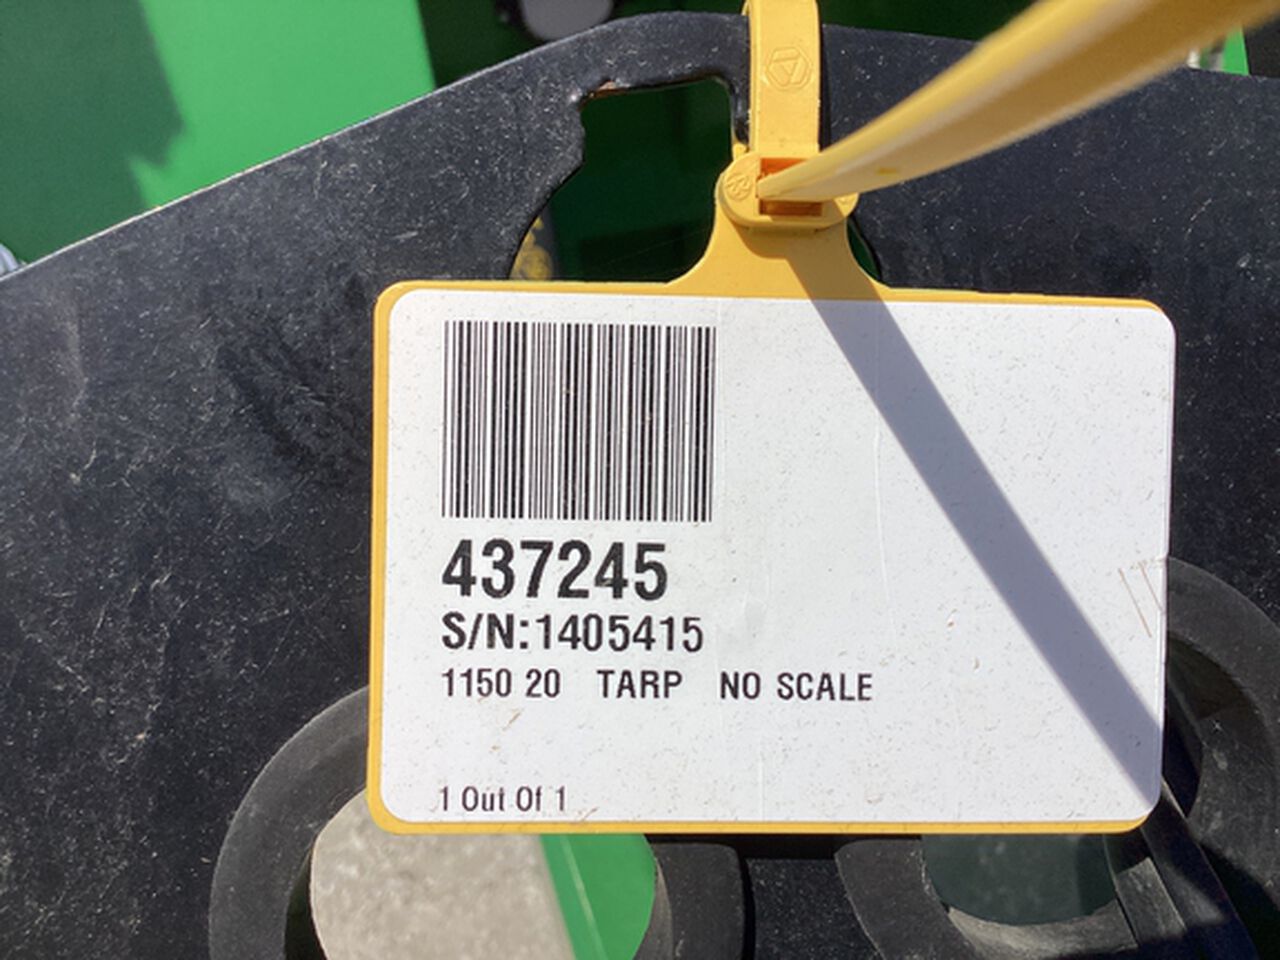 437245
S/N:1405415
1150 20 TARP NO SCALE
1 Out Of 1